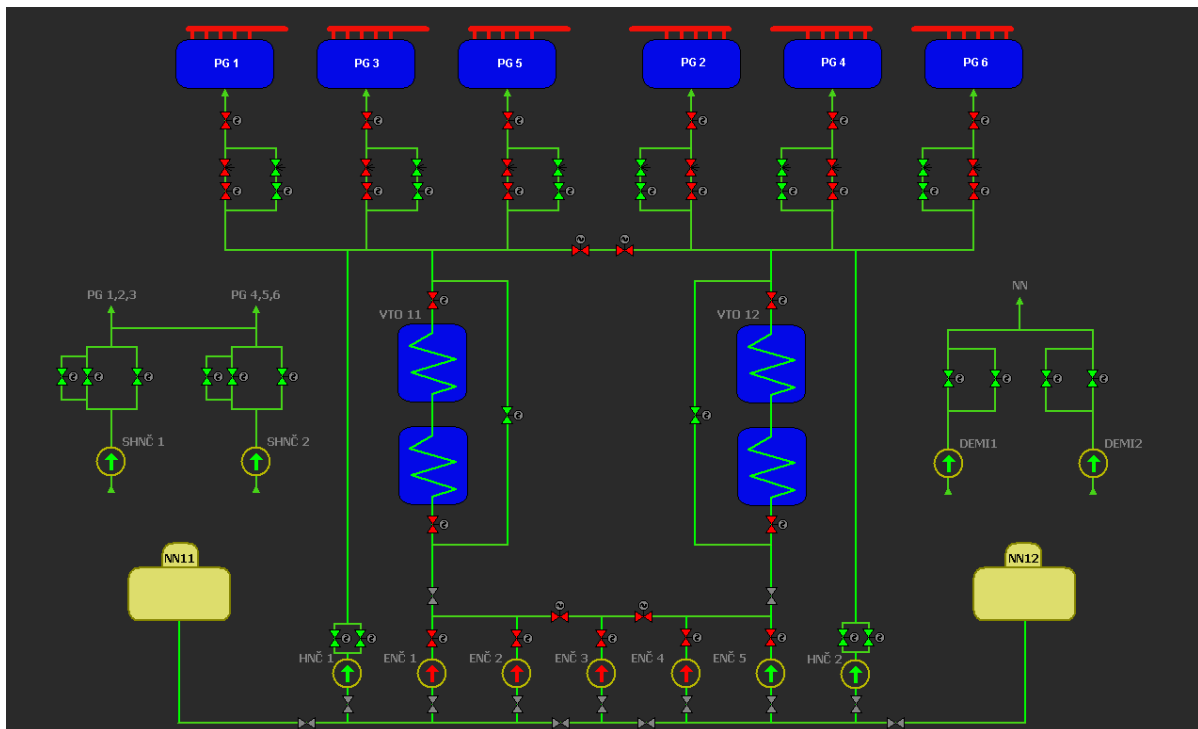 PG 1
PG 3
PG 5
PG 2
PG 4
PG 6
PG 1,2,3
PG 4,5,6
NN
VTO 11
VTO 12
SHNČ 1
SHNČ 2
DEMI1
DEMI2
NN11
NN12
HNČ 1
ENČ 1
ENČ 2
ENČ 3
ENČ 4
ENČ 5
HNČ 2